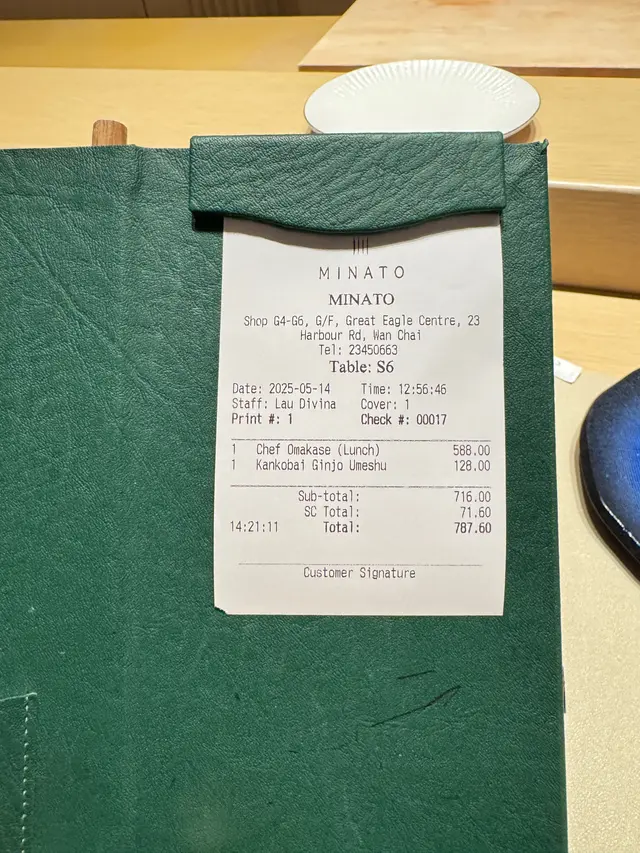 MINATO
MINATO
Shop G4-G6, G/F, Great Eagle Centre, 23
Harbour Rd, Wan Chai
Tel: 23450663
Table: S6
Date: 2025-05-14 Time: 12:56:46
Staff: Lau Divina Cover: 1
Print #: 1 Check #: 00017
1 Chef Omakase (Lunch) 588.00
1 Kankobai Ginjo Umeshu 128.00
Sub-total: 716.00
SC Total: 71.60
14:21:11 Total: 787.60
Customer Signature